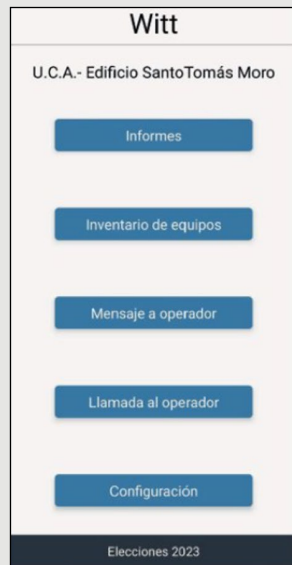 Witt
U.C.A.- Edificio SantoTomás Moro
Informes
Inventario de equipos
Mensaje a operador
Llamada al operador
Configuración
Elecciones 2023